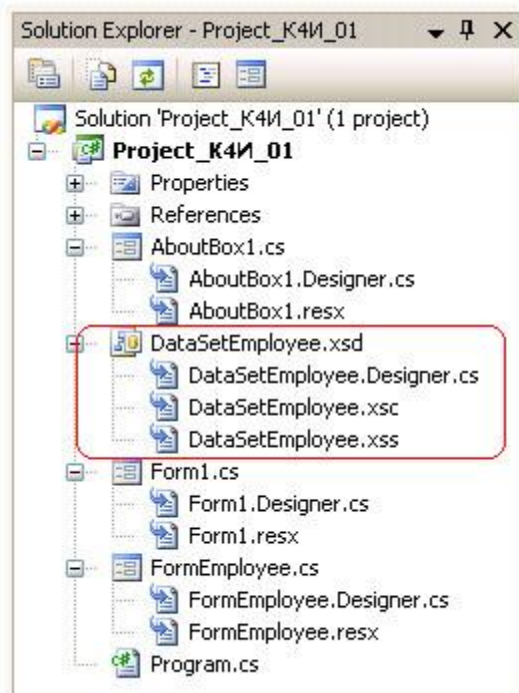 Solution Explorer - Project_К4И_01
Solution 'Project_К4И_01' (1 project)
Project_К4И_01
Properties
References
AboutBox1.cs
AboutBox1.Designer.cs
AboutBox1.resx
DataSetEmployee.xsd
DataSetEmployee.Designer.cs
DataSetEmployee.xsc
DataSetEmployee.xss
Form1.cs
Form1.Designer.cs
Form1.resx
FormEmployee.cs
FormEmployee.Designer.cs
FormEmployee.resx
Program.cs